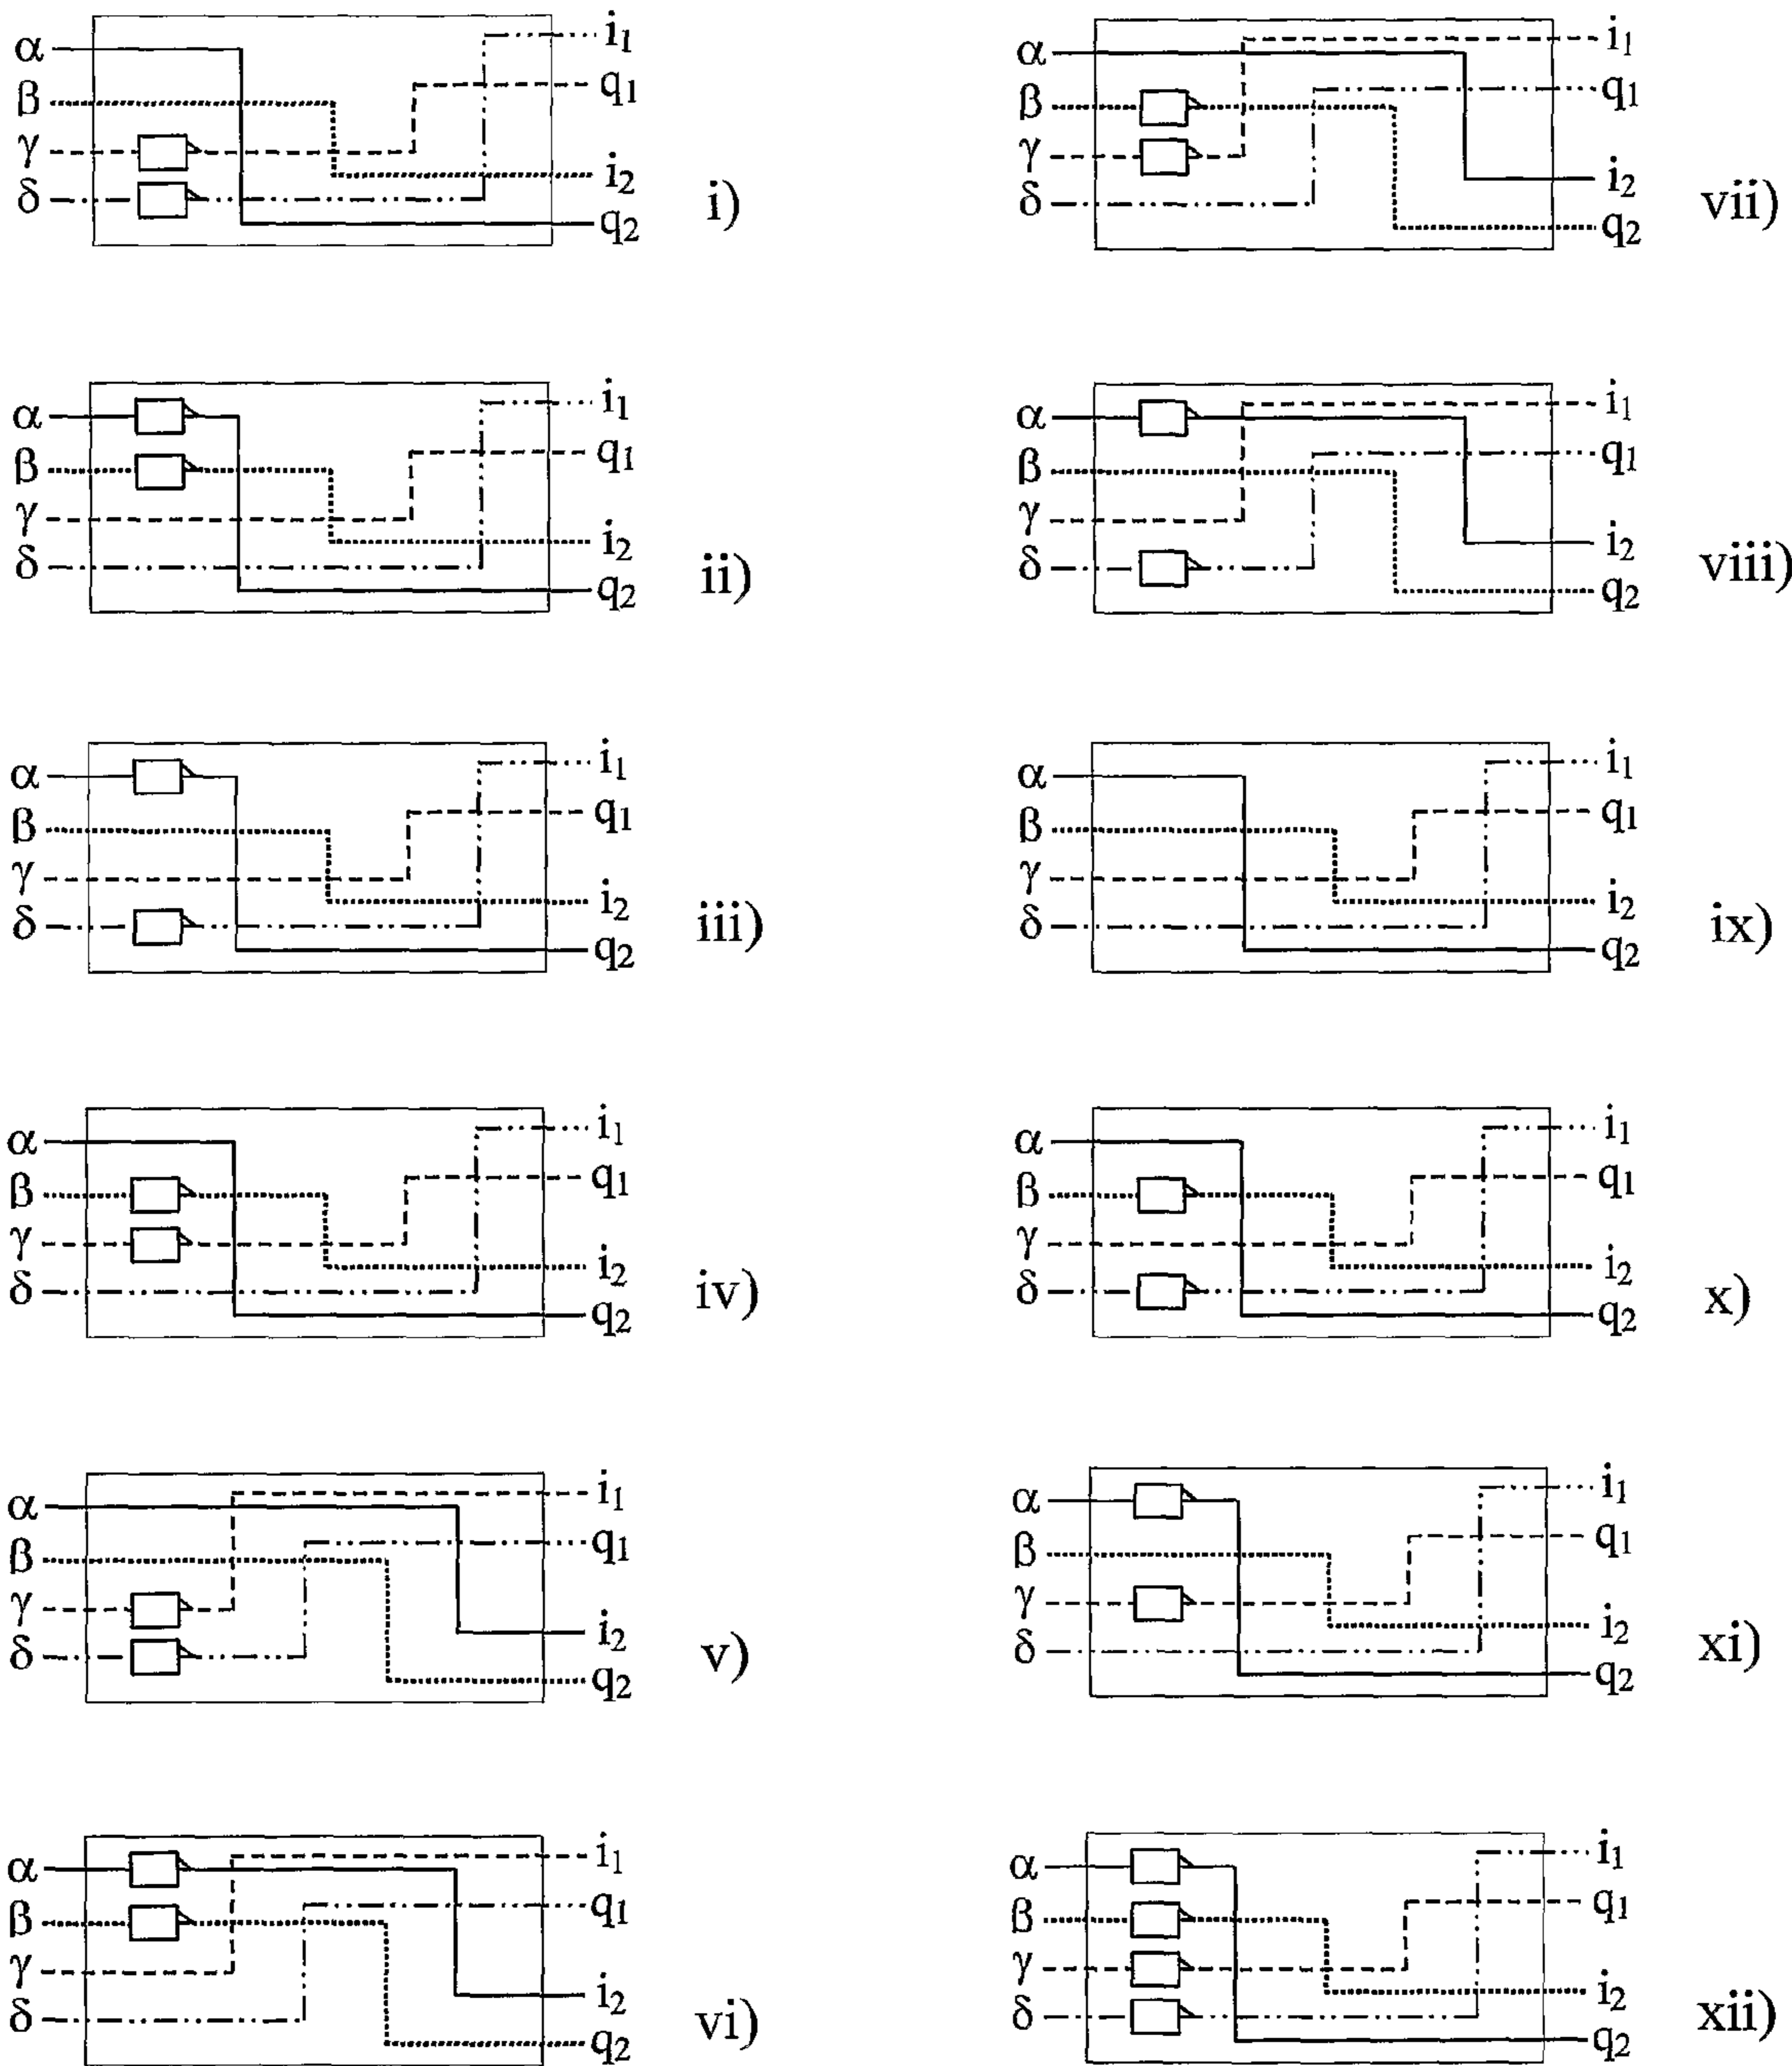 α i₁
β q₁
γ i₂
δ q₂
i)
α i₁
β q₁
γ i₂
δ q₂
ii)
α i₁
β q₁
γ i₂
δ q₂
iii)
α i₁
β q₁
γ i₂
δ q₂
iv)
α i₁
β q₁
γ i₂
δ q₂
v)
α i₁
β q₁
γ i₂
δ q₂
vi)
α i₁
β q₁
γ i₂
δ q₂
vii)
α i₁
β q₁
γ i₂
δ q₂
viii)
α i₁
β q₁
γ i₂
δ q₂
ix)
α i₁
β q₁
γ i₂
δ q₂
x)
α i₁
β q₁
γ i₂
δ q₂
xi)
α i₁
β q₁
γ i₂
δ q₂
xii)